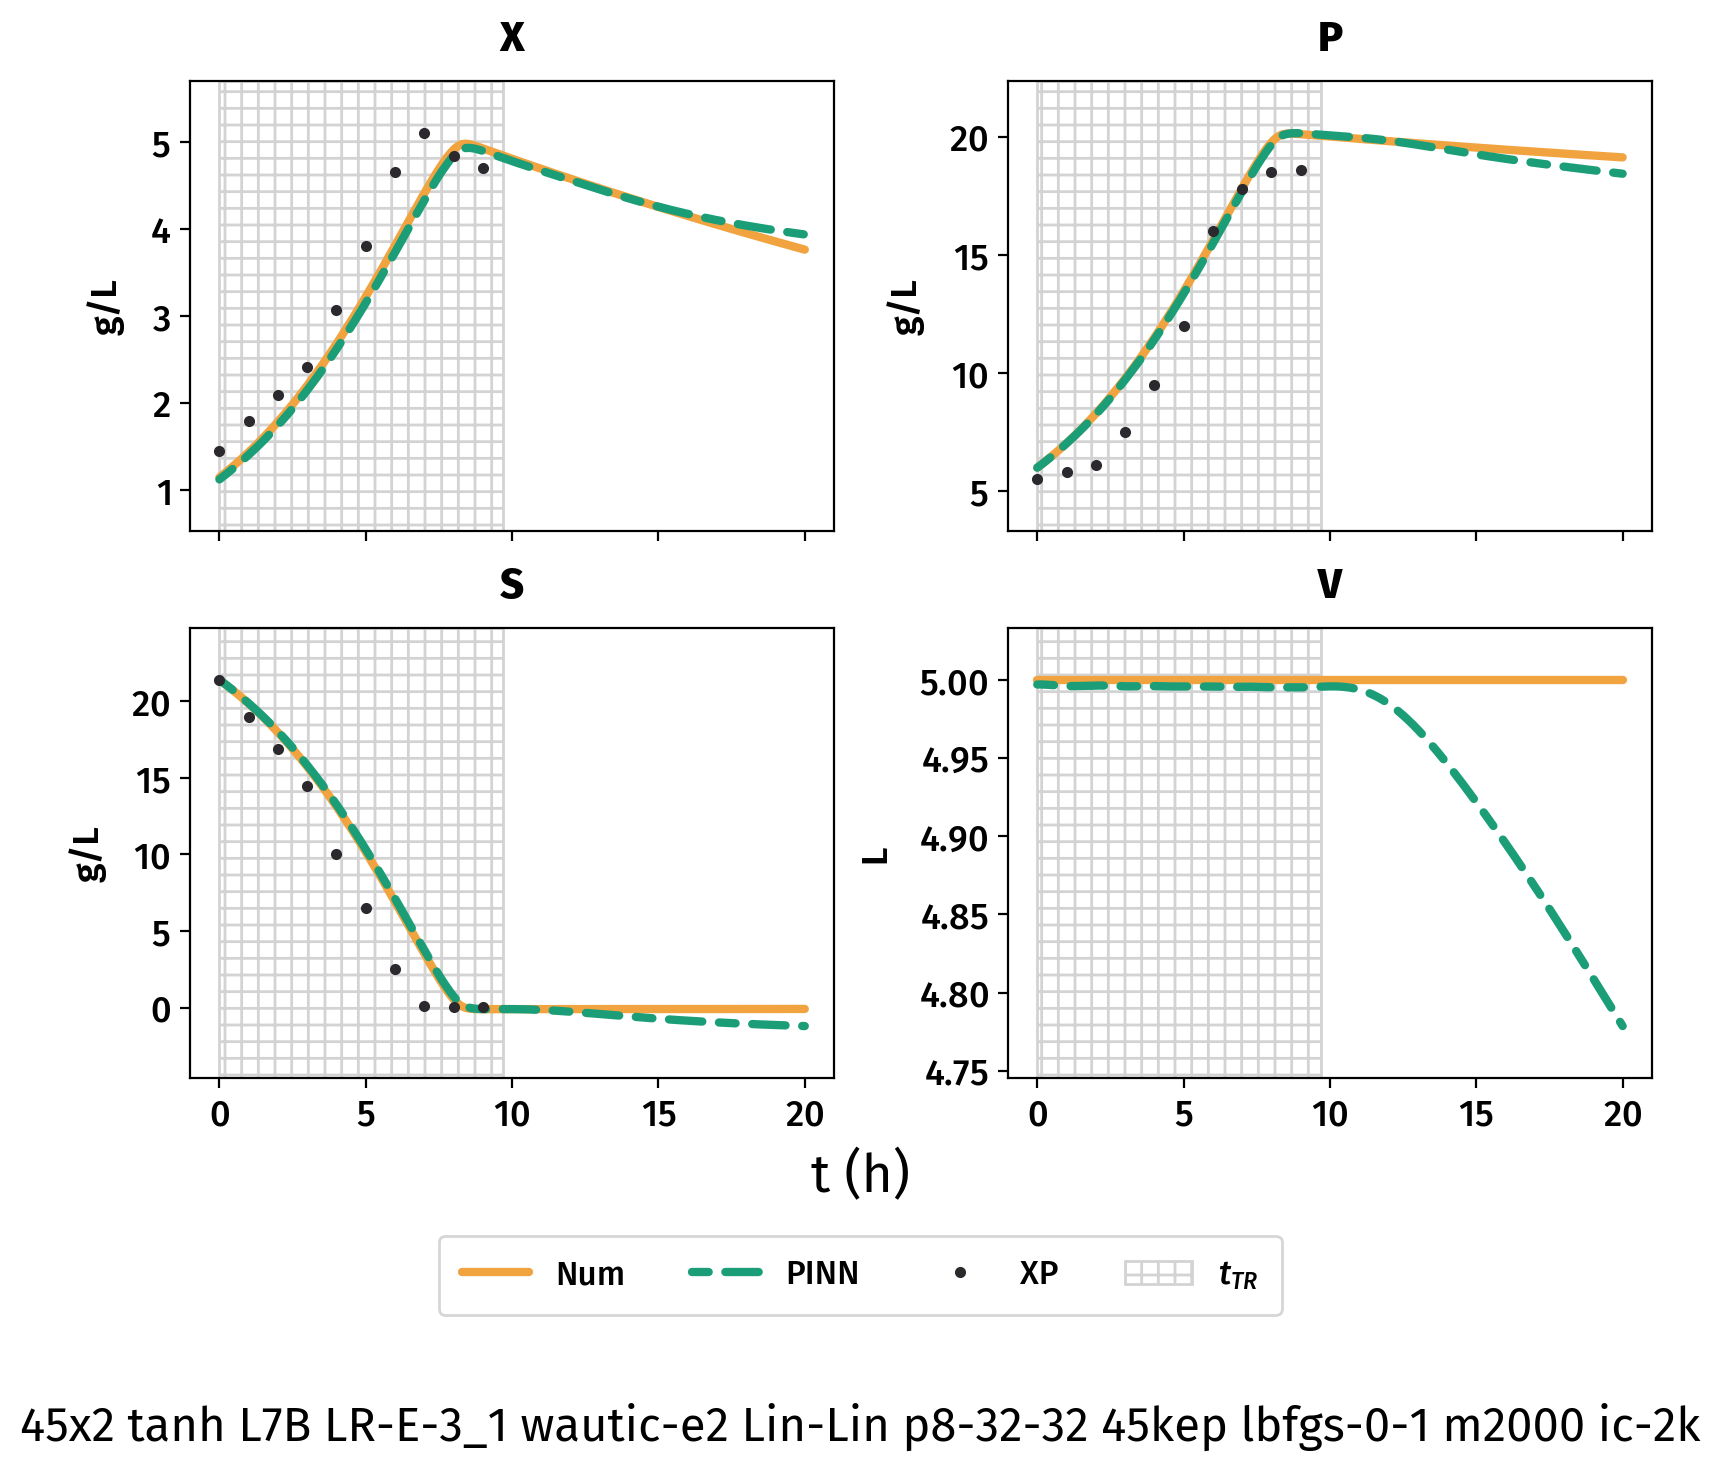 X
P
g/L
5
4
3
2
1
g/L
20
15
10
5
S
V
g/L
20
15
10
5
0
0 5 10 15 20
L
5.00
4.95
4.90
4.85
4.80
4.75
0 5 10 15 20
t (h)
Num PINN XP tTR
45x2 tanh L7B LR-E-3_1 wautic-e2 Lin-Lin p8-32-32 45kep lbfgs-0-1 m2000 ic-2k